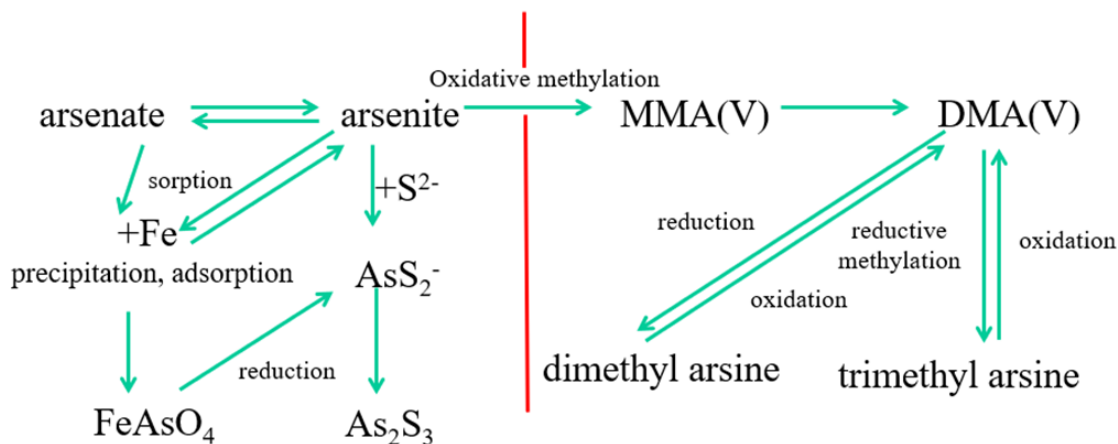 Oxidative methylation
arsenate
arsenite
MMA(V)
DMA(V)
sorption
+S²⁻
+Fe
reduction
reductive
methylation
oxidation
precipitation, adsorption
AsS₂⁻
oxidation
reduction
dimethyl arsine
trimethyl arsine
FeAsO₄
As₂S₃